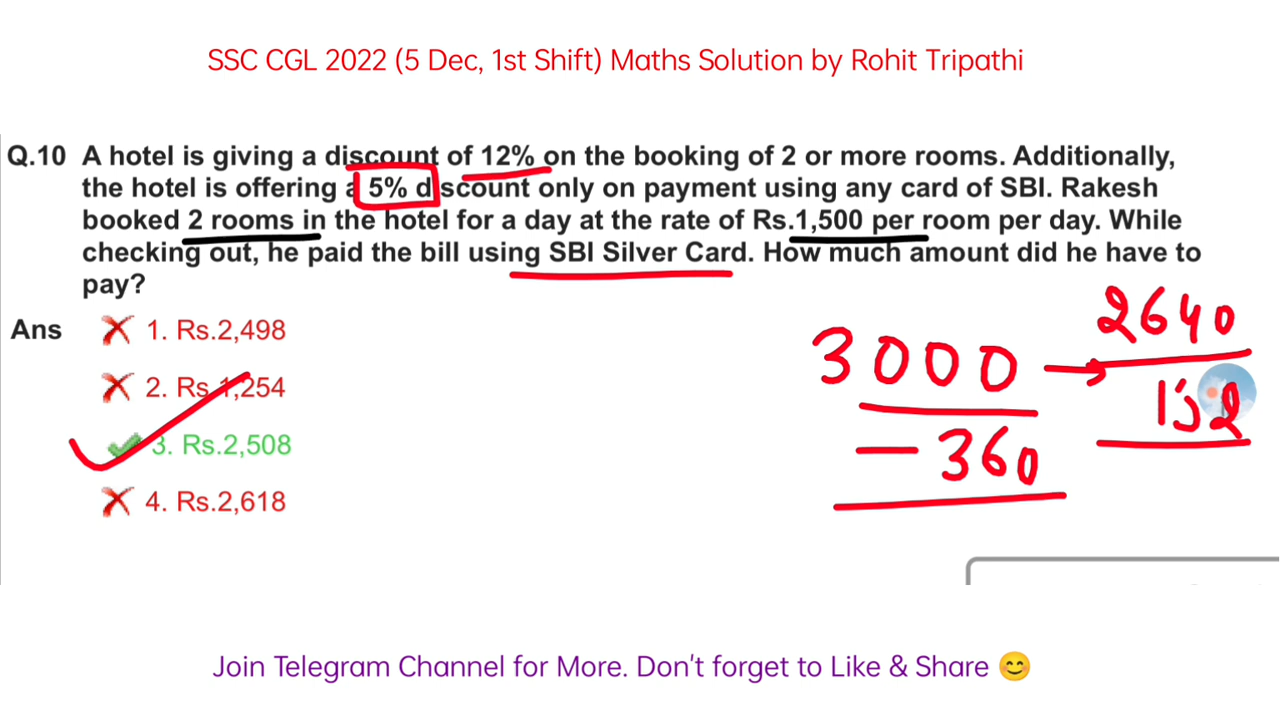 SSC CGL 2022 (5 Dec, 1st Shift) Maths Solution by Rohit Tripathi
Q.10 A hotel is giving a discount of 12% on the booking of 2 or more rooms. Additionally,
the hotel is offering a 5% discount only on payment using any card of SBI. Rakesh
booked 2 rooms in the hotel for a day at the rate of Rs.1,500 per room per day. While
checking out, he paid the bill using SBI Silver Card. How much amount did he have to
pay?
Ans 1. Rs.2,498
2. Rs.1,254
3. Rs.2,508
4. Rs.2,618
3000
- 360
2640
132
Join Telegram Channel for More. Don't forget to Like & Share 😊